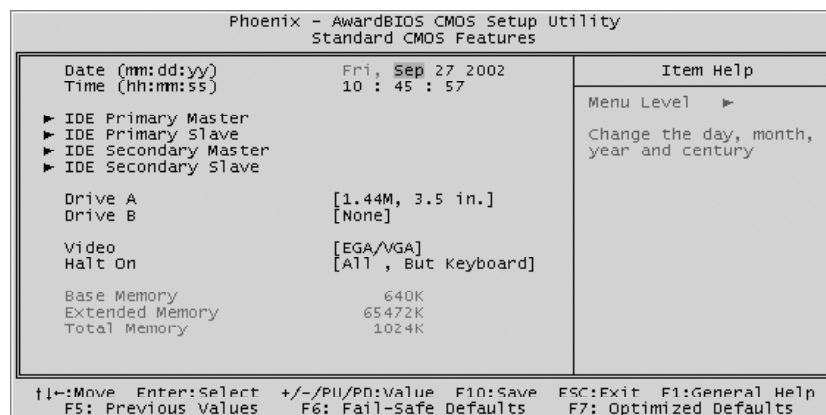 Phoenix - AwardBIOS CMOS Setup Utility
Standard CMOS Features
Date (mm:dd:yy) Fri, Sep 27 2002
Time (hh:mm:ss) 10 : 45 : 57
► IDE Primary Master
► IDE Primary Slave
► IDE Secondary Master
► IDE Secondary Slave
Drive A [1.44M, 3.5 in.]
Drive B [None]
Video [EGA/VGA]
Halt On [All , But Keyboard]
Base Memory 640K
Extended Memory 65472K
Total Memory 1024K
Item Help
Menu Level ►
Change the day, month,
year and century
↑↓←:Move Enter:Select +/-/PU/PD:Value F10:Save ESC:Exit F1:General Help
F5: Previous Values F6: Fail-Safe Defaults F7: Optimized Defaults